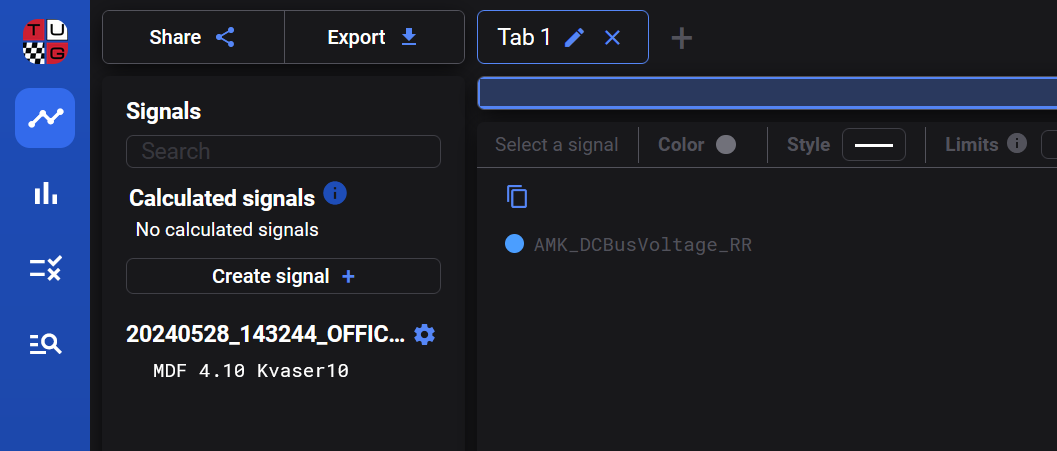 TUG
Share
Export
Tab 1
Signals
Search
Select a signal
Color
Style
Limits
Calculated signals
No calculated signals
AMK_DCBusVoltage_RR
Create signal +
20240528_143244_OFFIC...
MDF 4.10 Kvaser10